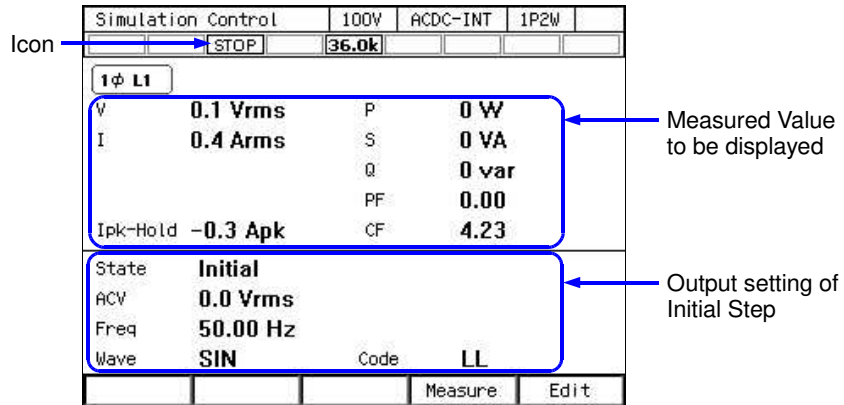 Simulation Control 100V ACDC-INT 1P2W
Icon STOP 36.0k
1Φ L1
V 0.1 Vrms P 0 W
I 0.4 Arms S 0 VA
Q 0 var
PF 0.00
Ipk-Hold -0.3 Apk CF 4.23
Measured Value
to be displayed
State Initial
ACV 0.0 Vrms
Freq 50.00 Hz
Wave SIN Code LL
Output setting of
Initial Step
Measure Edit